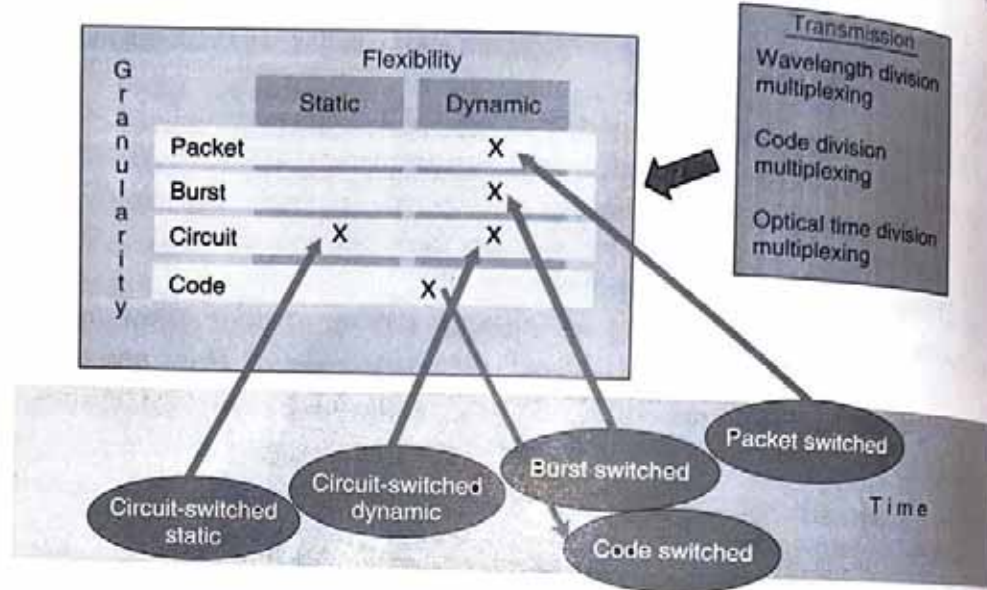 Flexibility
Granularity
Static Dynamic
Packet X
Burst X
Circuit X X
Code X
Transmission
Wavelength division
multiplexing
Code division
multiplexing
Optical time division
multiplexing
Circuit-switched
static
Circuit-switched
dynamic
Burst switched
Packet switched
Code switched
Time